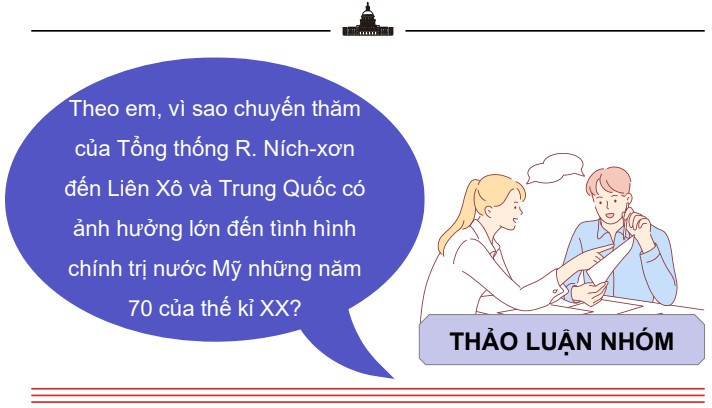 Theo em, vì sao chuyến thăm
của Tổng thống R. Ních-xơn
đến Liên Xô và Trung Quốc có
ảnh hưởng lớn đến tình hình
chính trị nước Mỹ những năm
70 của thế kỉ XX?
THẢO LUẬN NHÓM